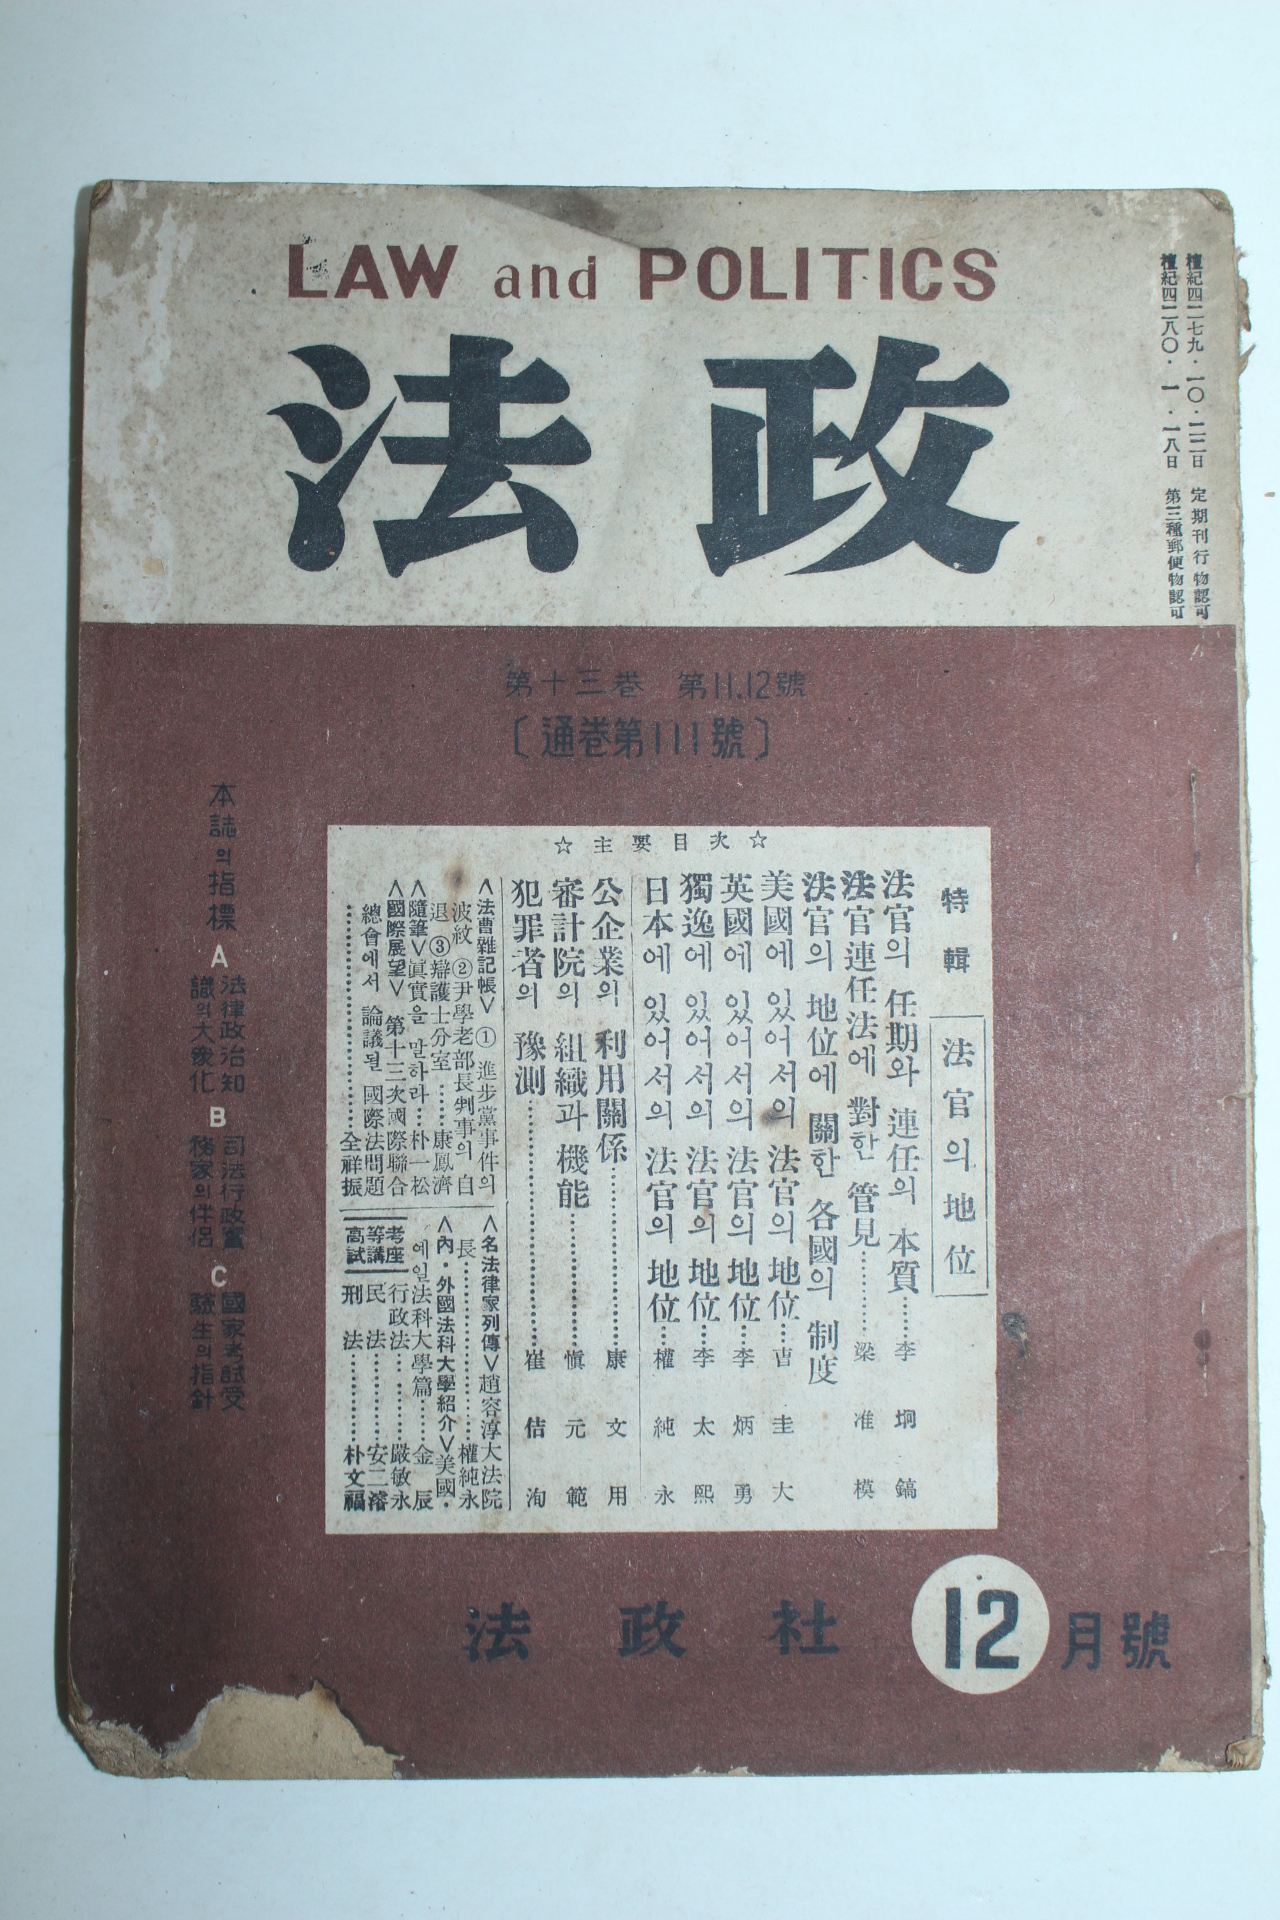 LAW and POLITICS
法政
檀紀四二七九·一〇·二二日 定期刊行物認可
檀紀四二八〇·一·一八日 第三種郵便物認可
第十三卷 第11.12號
〔通卷第111號〕
本誌의指標
A 法律政治知識의大衆化
B 司法行政實務家의伴侶
C 國家考試受驗生의指針
☆主要目次☆
特輯 法官의地位
法官의 任期와 連任의 本質……李坰鎬
法官連任法에 對한 管見………梁准模
法官의 地位에 關한 各國의 制度
美國에 있어서의 法官의 地位…曺圭大
英國에 있어서의 法官의 地位…李炳勇
獨逸에 있어서의 法官의 地位…李太熙
日本에 있어서의 法官의 地位…權純永
公企業의 利用關係………………康文用
審計院의 組織과 機能……………愼元範
犯罪者의 豫測………………………崔佶洵
<法曹雜記帳> ① 進步黨事件의
波紋 ②尹學老部長判事의 自
退 ③辯護士分室……康鳳濟
<隨筆>眞實을 말하라…朴一松
<國際展望> 第十三次國際聯合
總會에서 論議될 國際法問題
……………………全祥振
<名法律家列傳>趙容淳大法院
長………………權純永
<內·外國法科大學紹介>美國·
예일法科大學篇……金辰
高等考試講座
行政法………嚴敏永
民法…………安二濬
刑法…………朴文福
法政社
12月號